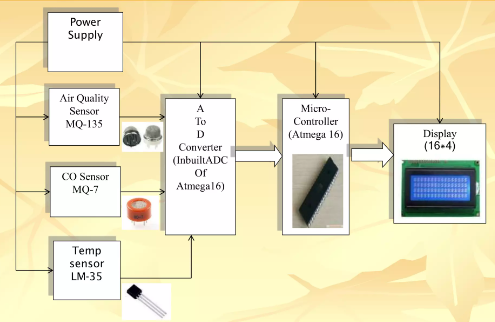 Power
Supply
Air Quality
Sensor
MQ-135
CO Sensor
MQ-7
Temp
sensor
LM-35
A
To
D
Converter
(InbuiltADC
Of
Atmega16)
Micro-
Controller
(Atmega 16)
Display
(16*4)